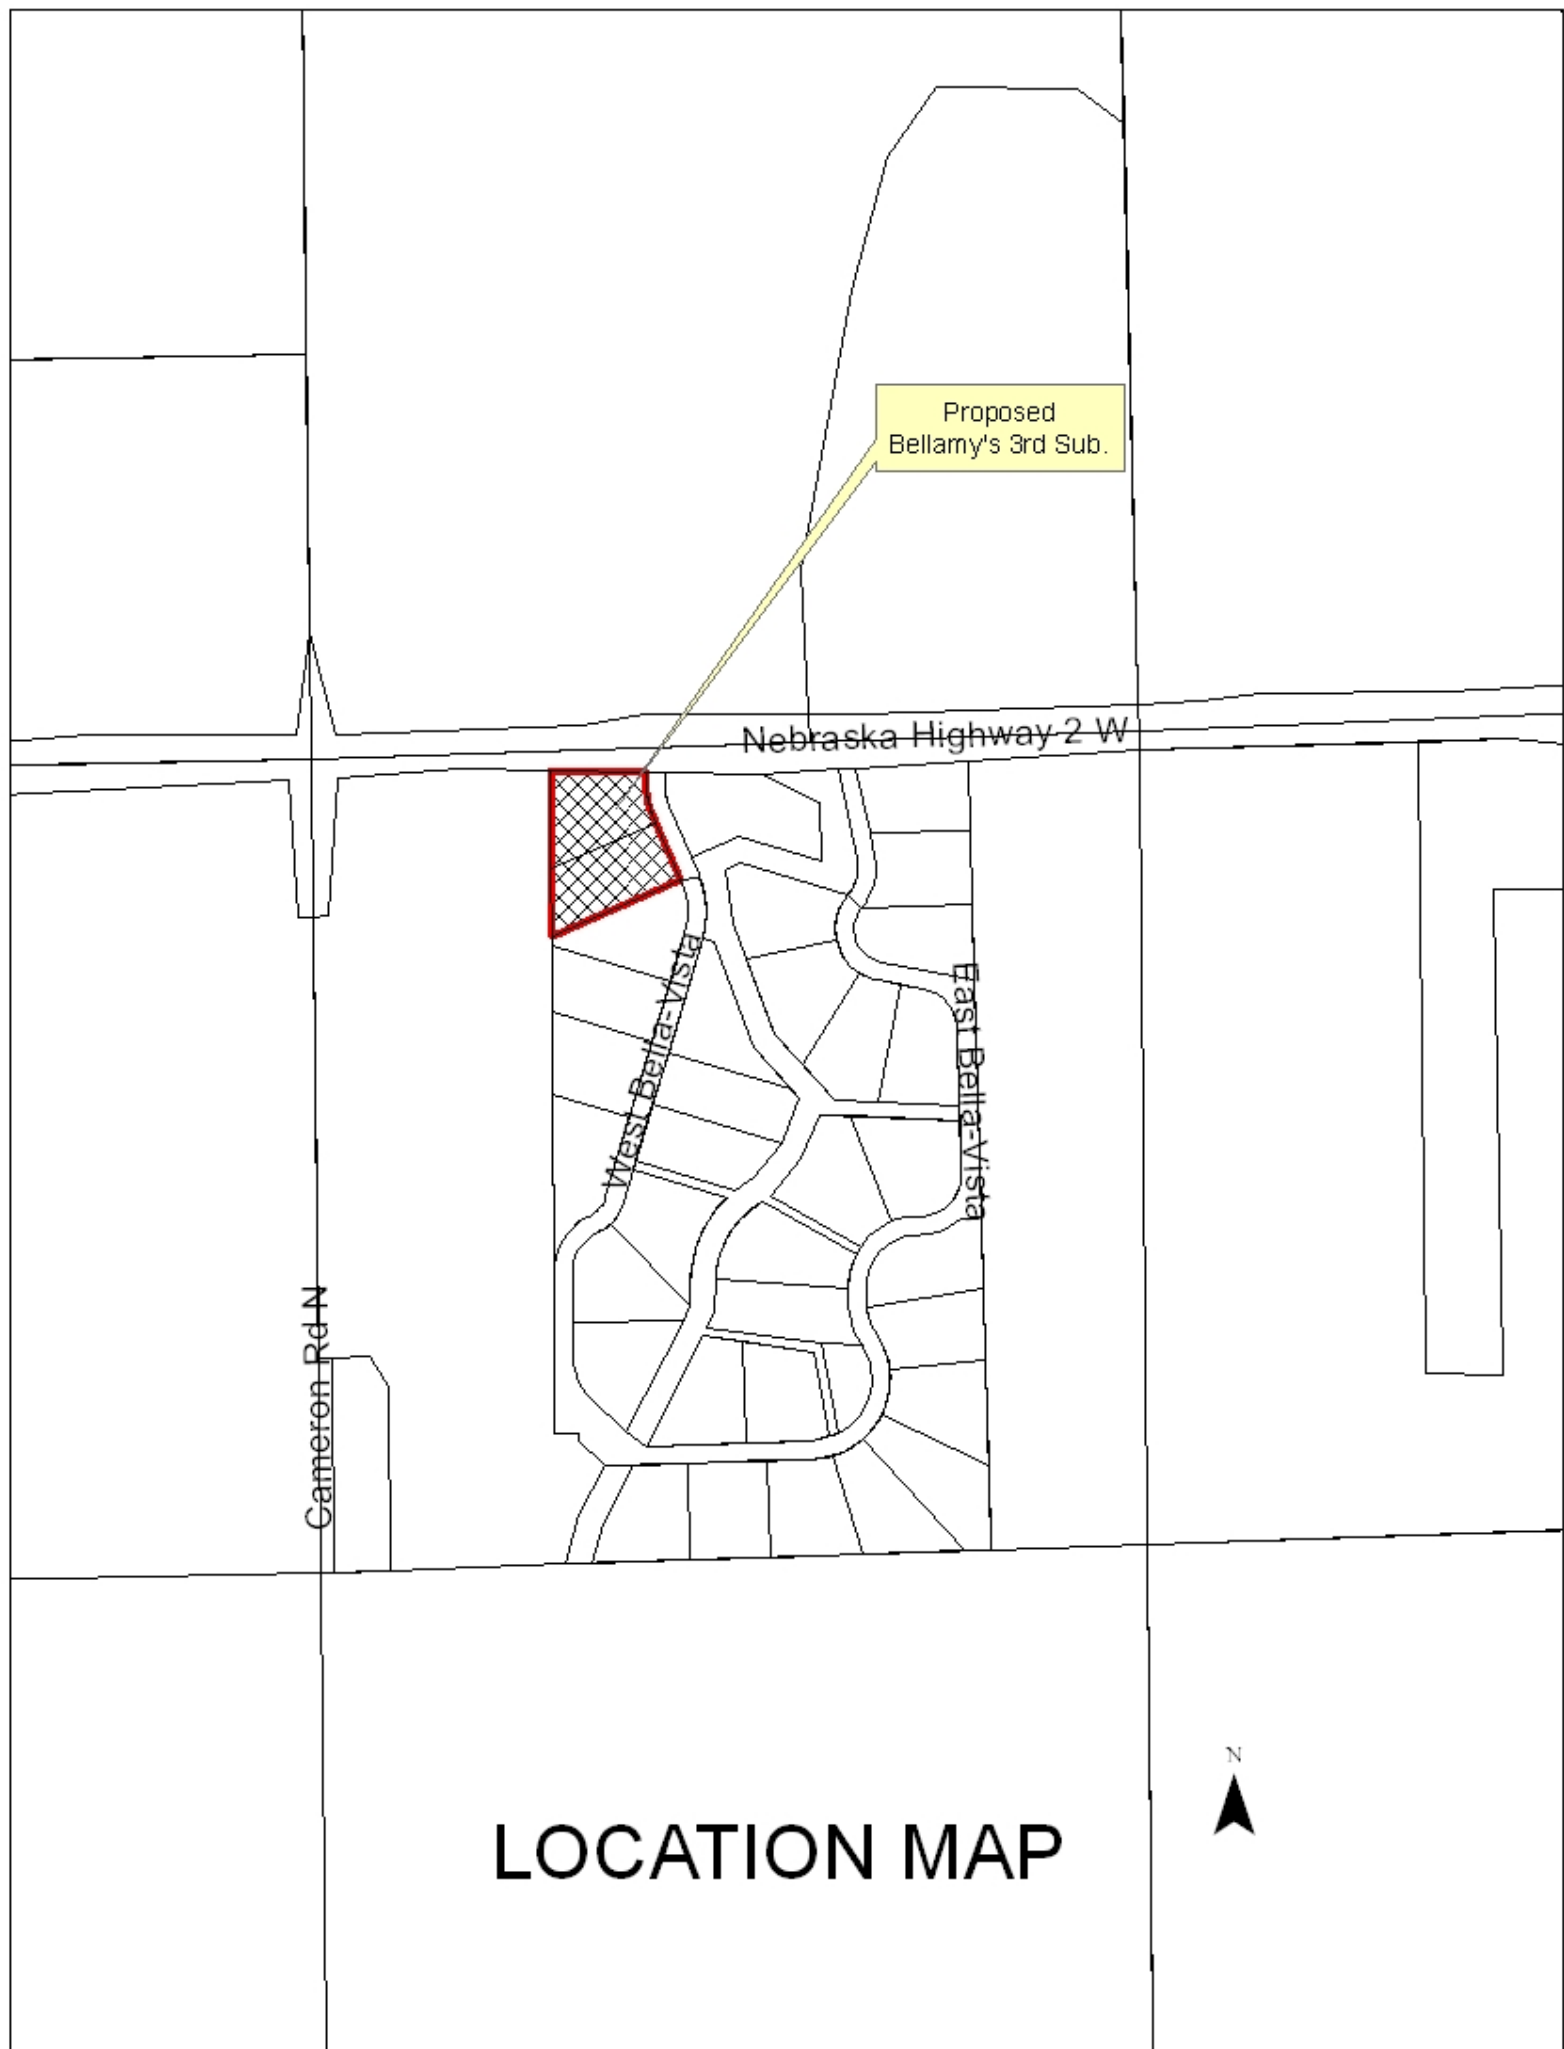 Proposed
Bellamy's 3rd Sub.
Nebraska Highway 2 W
West Bella-Vista
East Bella-Vista
Cameron Rd N
N
LOCATION MAP